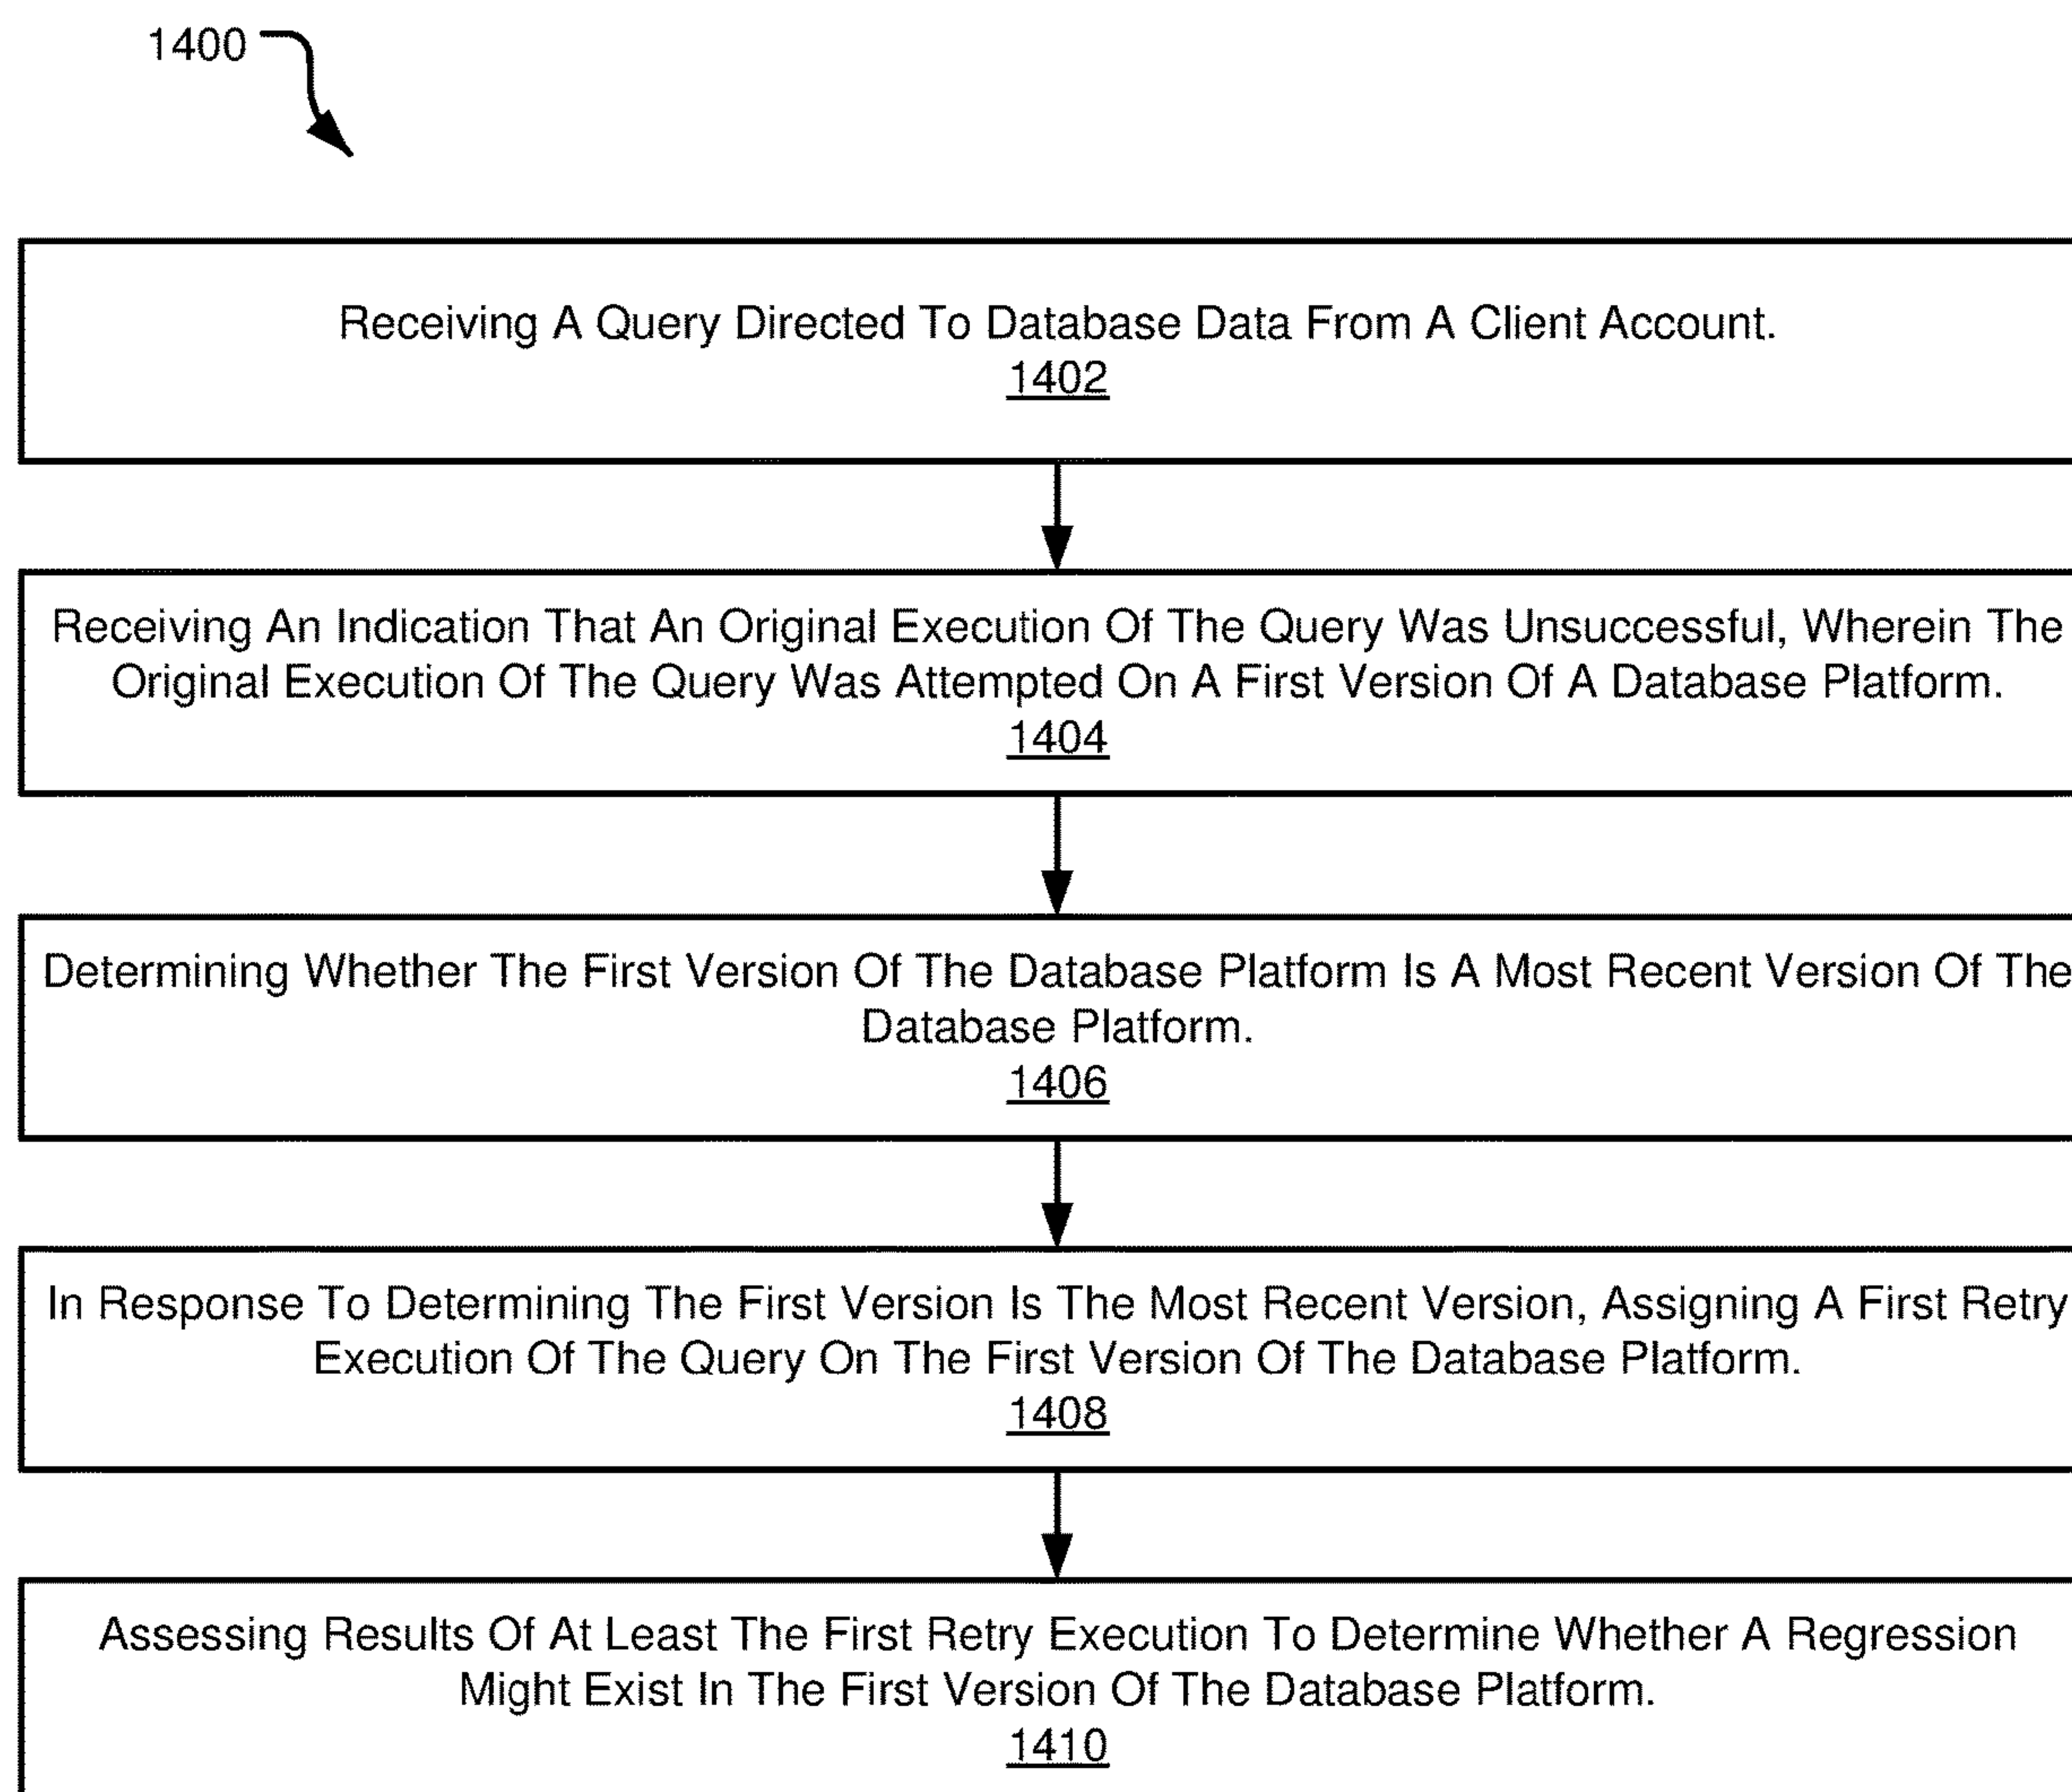 1400
Receiving A Query Directed To Database Data From A Client Account.
1402
Receiving An Indication That An Original Execution Of The Query Was Unsuccessful, Wherein The
Original Execution Of The Query Was Attempted On A First Version Of A Database Platform.
1404
Determining Whether The First Version Of The Database Platform Is A Most Recent Version Of The
Database Platform.
1406
In Response To Determining The First Version Is The Most Recent Version, Assigning A First Retry
Execution Of The Query On The First Version Of The Database Platform.
1408
Assessing Results Of At Least The First Retry Execution To Determine Whether A Regression
Might Exist In The First Version Of The Database Platform.
1410